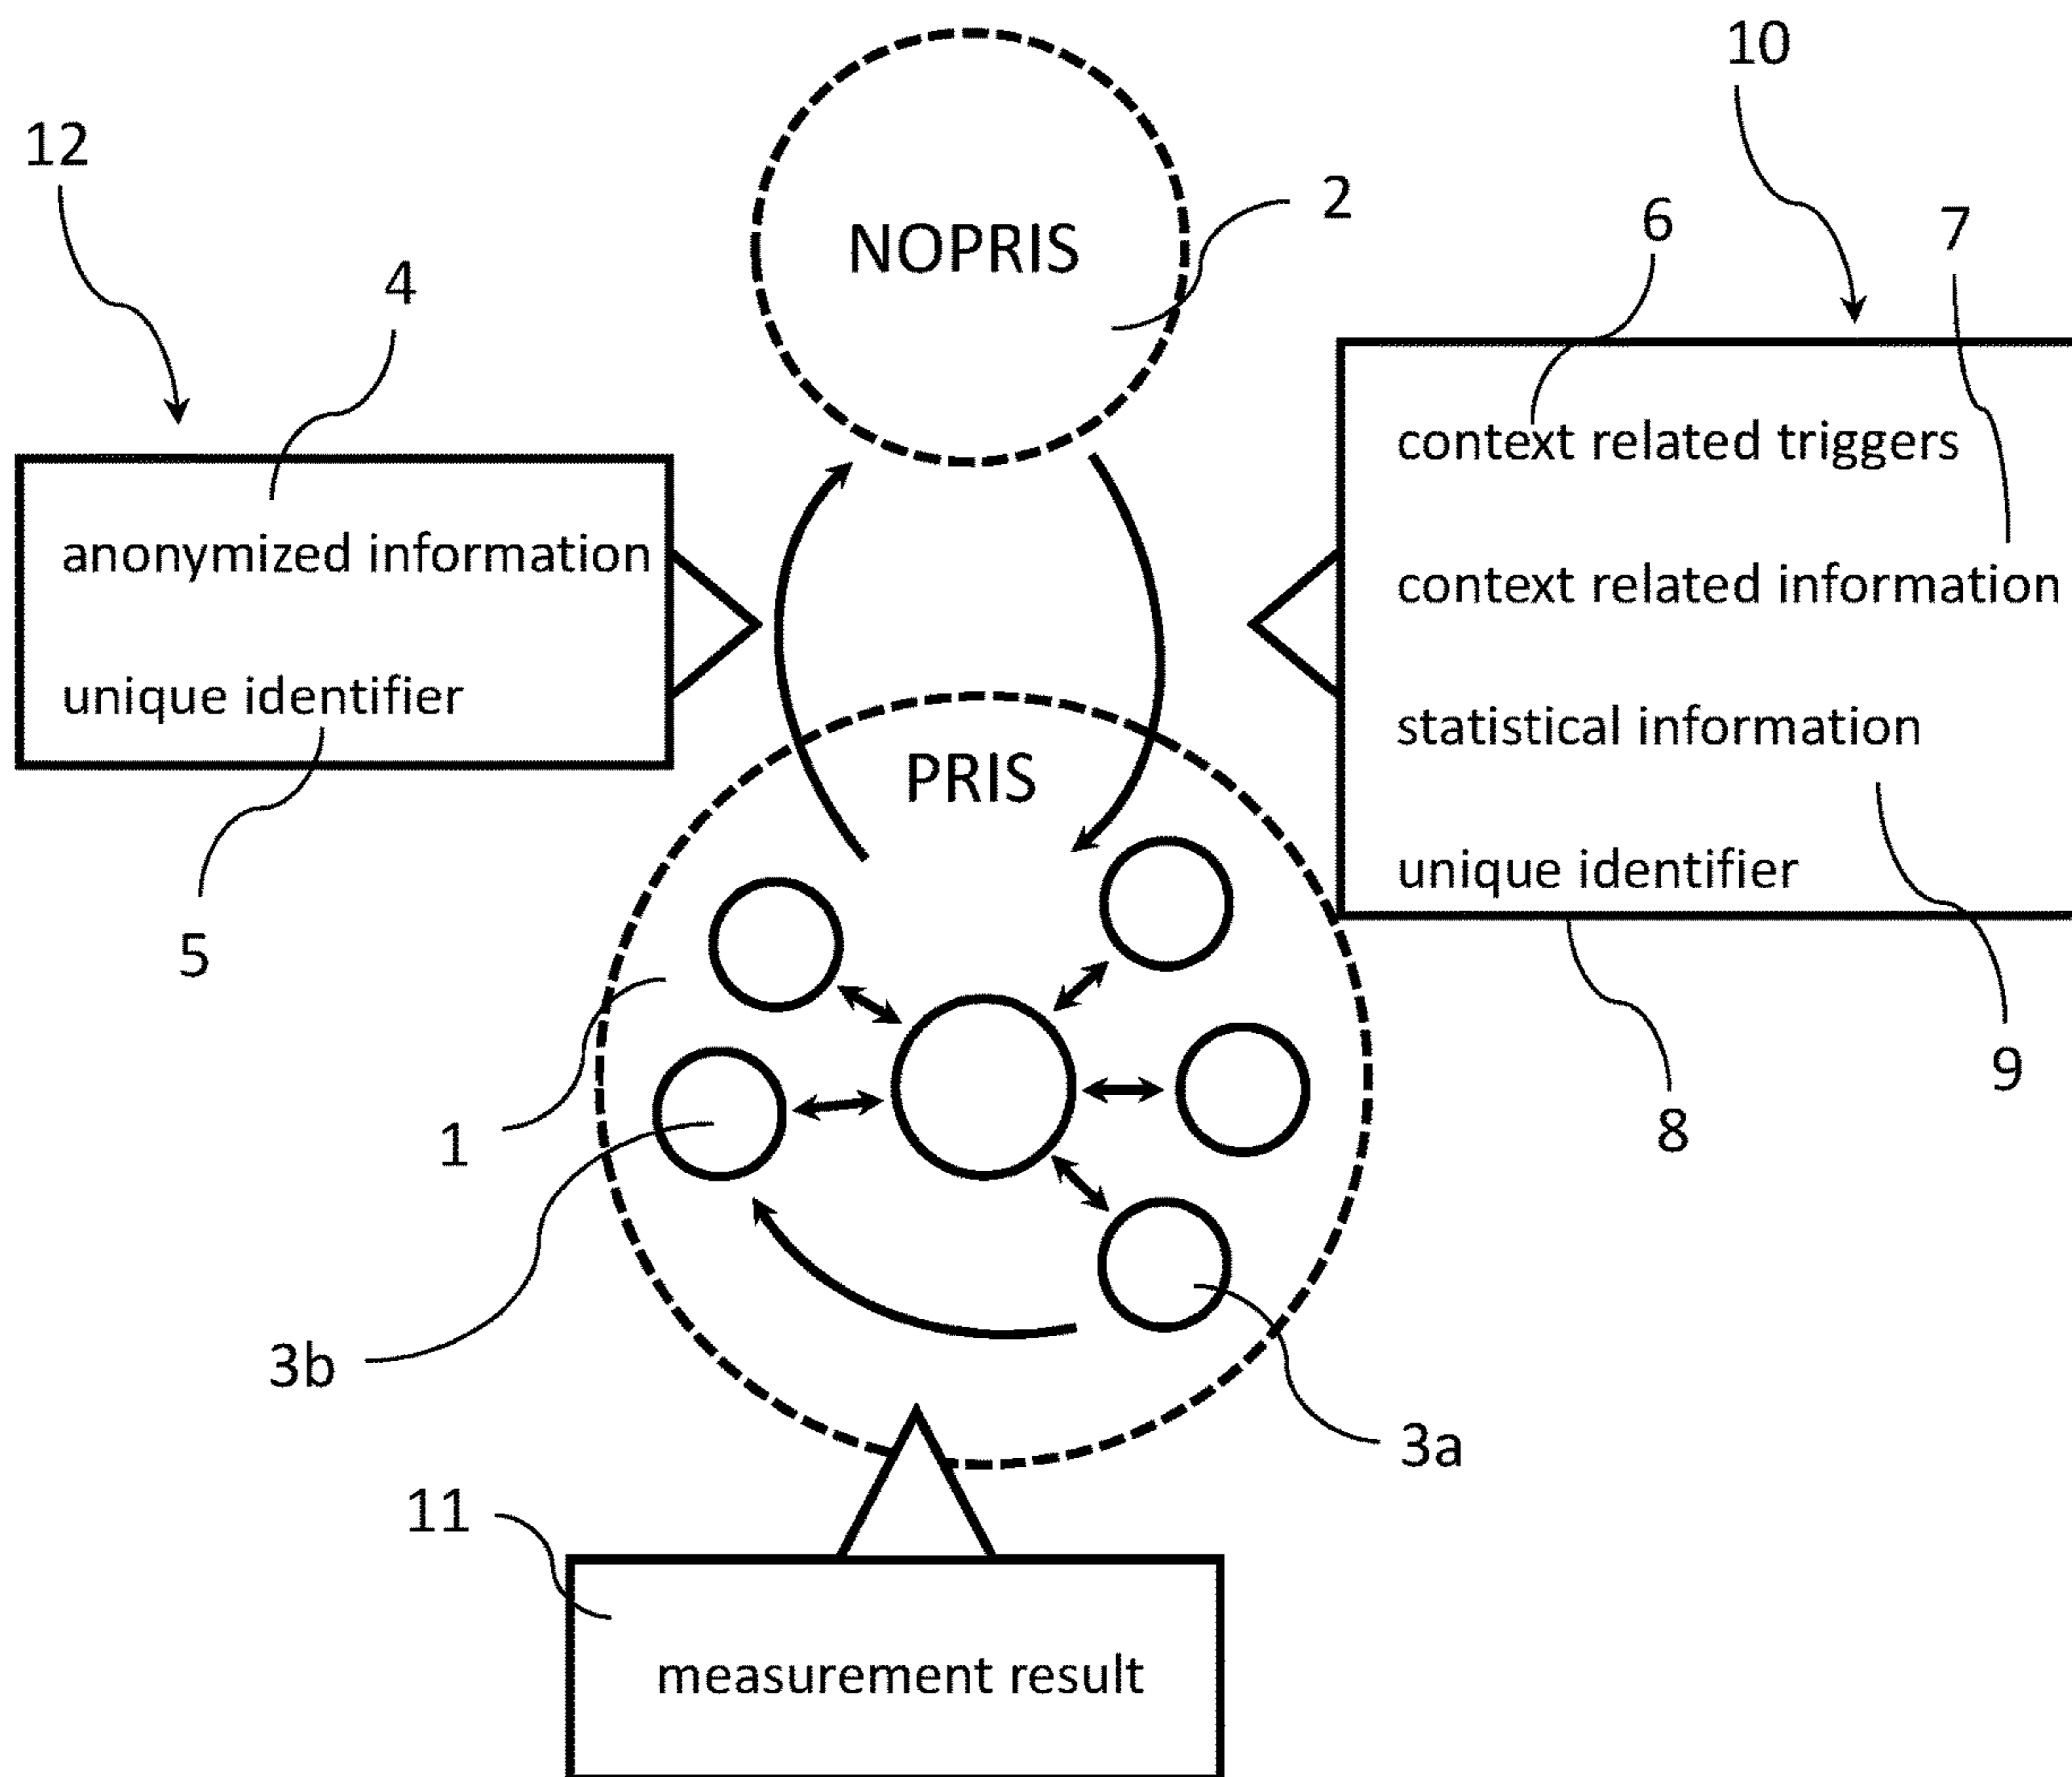 10
12
2
6
7
NOPRIS
4
context related triggers
anonymized information
context related information
unique identifier
statistical information
PRIS
unique identifier
5
9
1
8
3b
3a
11
measurement result